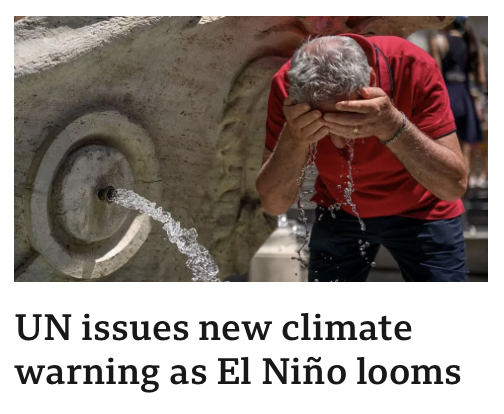 UN issues new climate
warning as El Niño looms